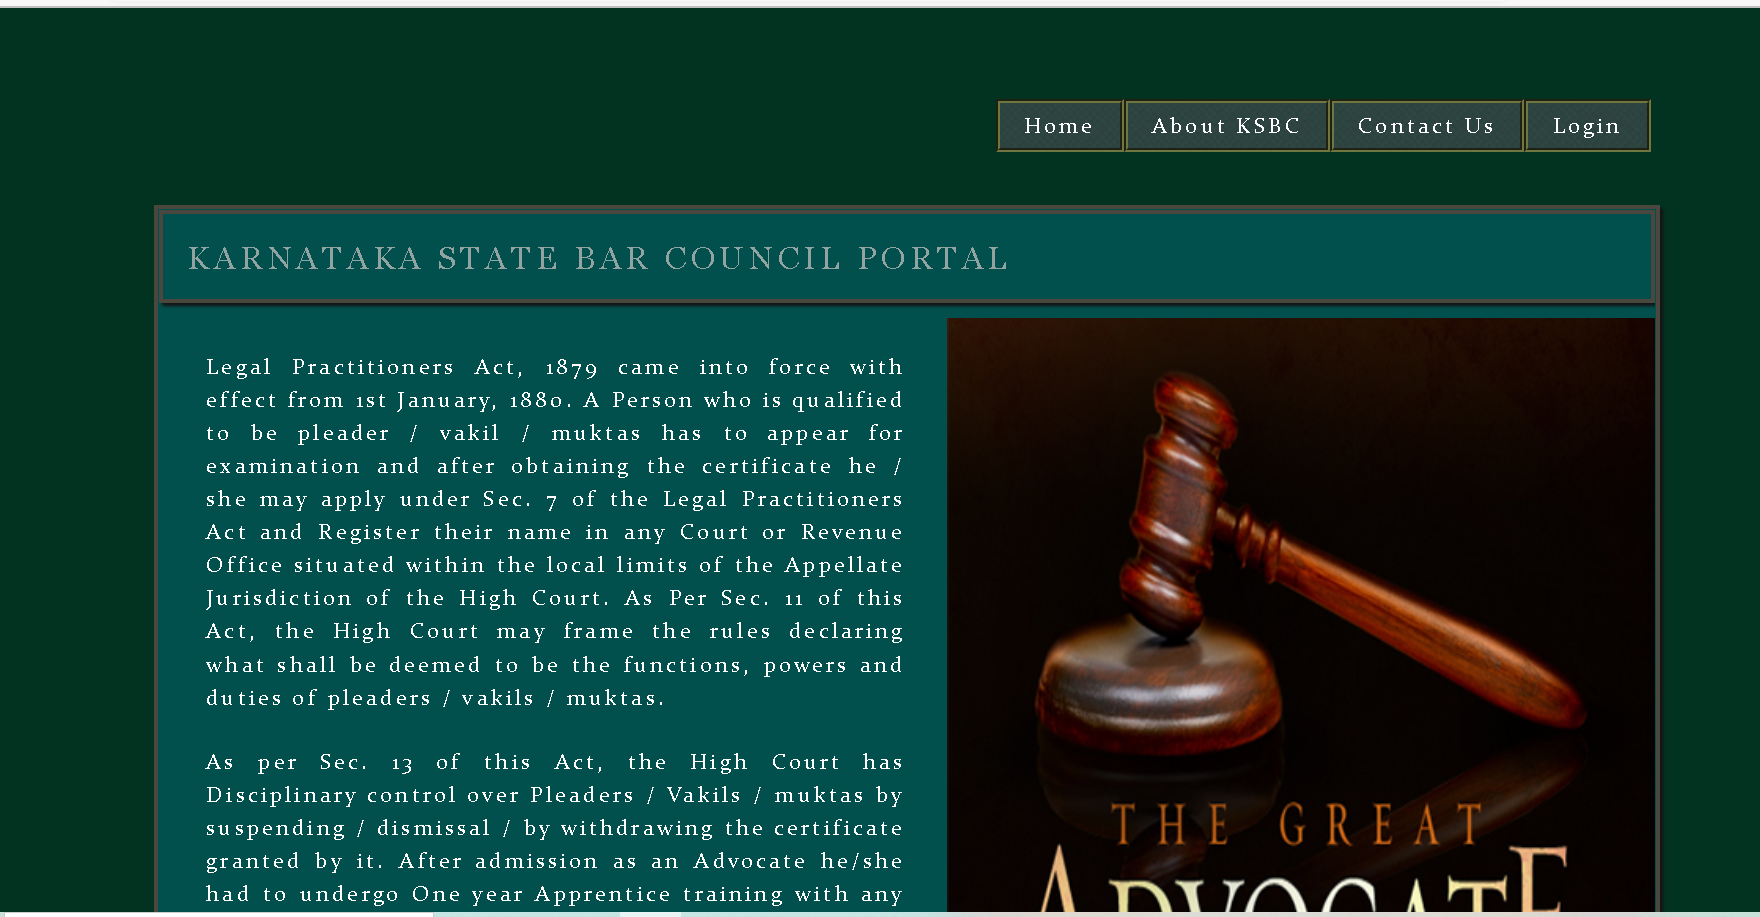 Home
About KSBC
Contact Us
Login
KARNATAKA STATE BAR COUNCIL PORTAL
Legal Practitioners Act, 1879 came into force with
effect from 1st January, 1880. A Person who is qualified
to be pleader / vakil / muktas has to appear for
examination and after obtaining the certificate he /
she may apply under Sec. 7 of the Legal Practitioners
Act and Register their name in any Court or Revenue
Office situated within the local limits of the Appellate
Jurisdiction of the High Court. As Per Sec. 11 of this
Act, the High Court may frame the rules declaring
what shall be deemed to be the functions, powers and
duties of pleaders / vakils / muktas.
As per Sec. 13 of this Act, the High Court has
Disciplinary control over Pleaders / Vakils / muktas by
suspending / dismissal / by withdrawing the certificate
granted by it. After admission as an Advocate he/she
had to undergo One year Apprentice training with any
THE GREAT
ADVOCATE